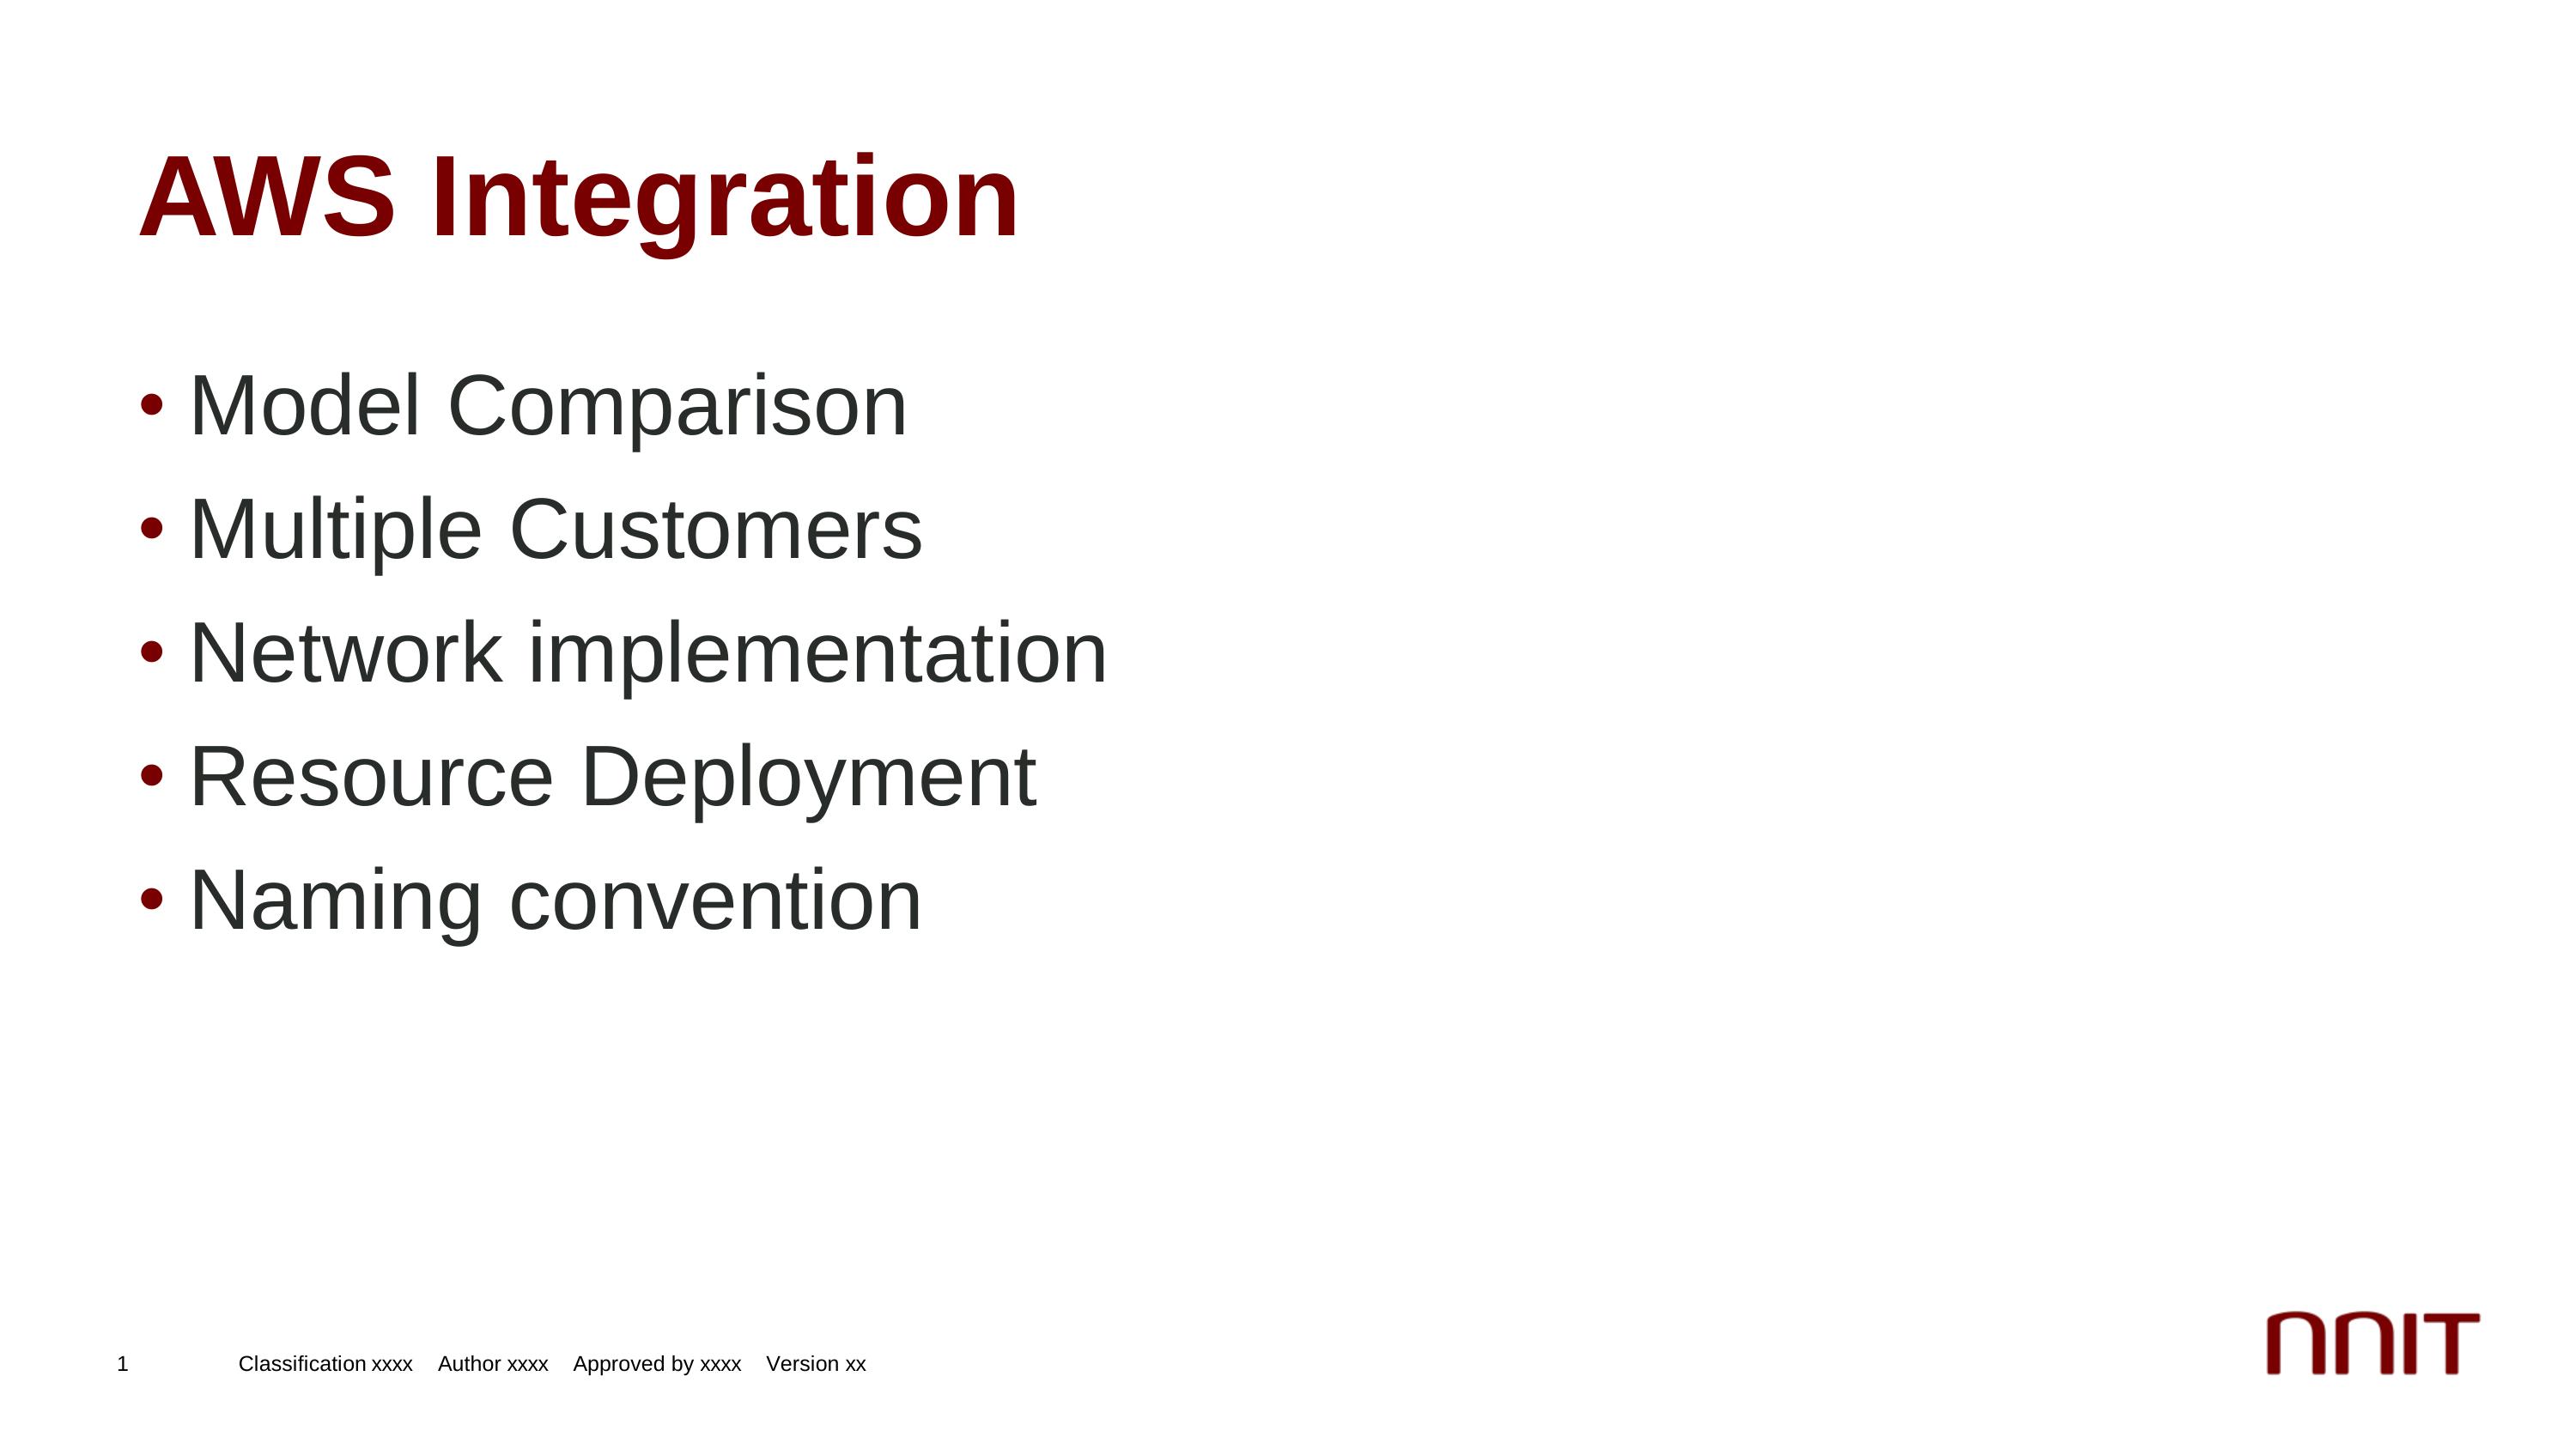 AWS Integration
• Model Comparison
• Multiple Customers
• Network implementation
• Resource Deployment
• Naming convention
1 Classification xxxx Author xxxx Approved by xxxx Version xx
nnIT